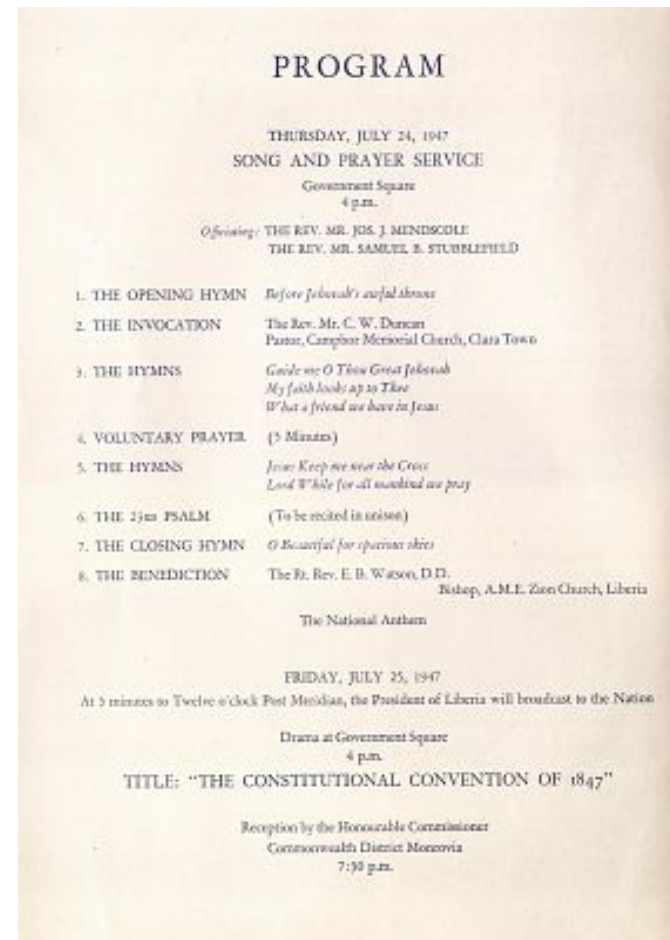 PROGRAM
THURSDAY, JULY 24, 1947
SONG AND PRAYER SERVICE
Government Square
4 p.m.
Officiating: THE REV. MR. JOS. J. MENDSCOLE
THE REV. MR. SAMUEL B. STUBBLEFIELD
1. THE OPENING HYMN Before Jehovah's awful throne
2. THE INVOCATION The Rev. Mr. C. W. Duncan
Pastor, Camphor Memorial Church, Clara Town
3. THE HYMNS Guide me O Thou Great Jehovah
My faith looks up to Thee
What a friend we have in Jesus
4. VOLUNTARY PRAYER (5 Minutes)
5. THE HYMNS Jesus Keep me near the Cross
Lord While for all mankind we pray
6. THE 23RD PSALM (To be recited in unison)
7. THE CLOSING HYMN O Beautiful for spacious skies
8. THE BENEDICTION The Rt. Rev. E. B. Watson, D.D.
Bishop, A.M.E. Zion Church, Liberia
The National Anthem
FRIDAY, JULY 25, 1947
At 5 minutes to Twelve o'clock Post Meridian, the President of Liberia will broadcast to the Nation
Drama at Government Square
4 p.m.
TITLE: "THE CONSTITUTIONAL CONVENTION OF 1847"
Reception by the Honourable Commissioner
Commonwealth District Monrovia
7:30 p.m.